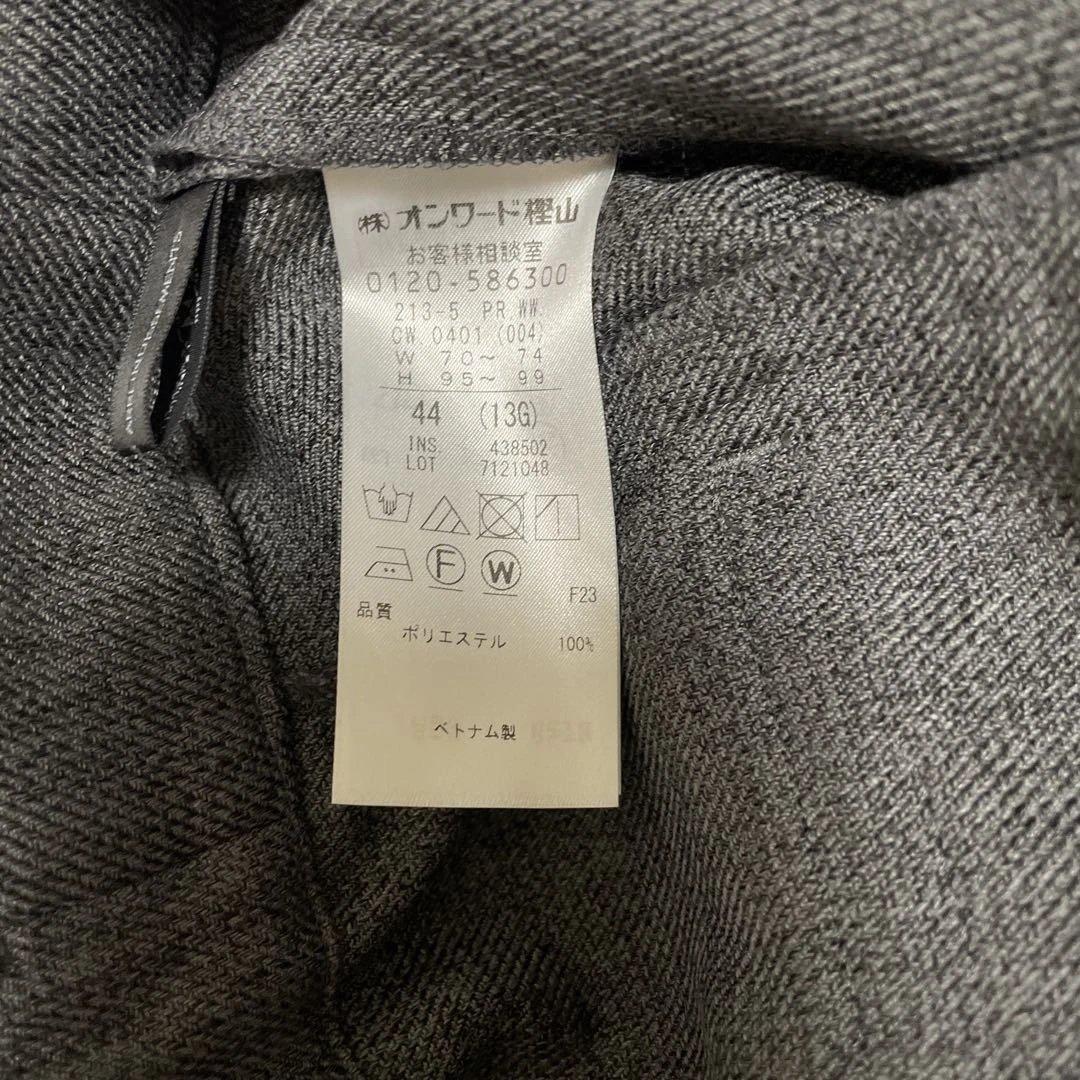 (株)オンワード樫山
お客様相談室
0120-586300
213-5 PR WW.
CW 0401 (004)
W 70～ 74
H 95～ 99
44 (13G)
INS. 438502
LOT 7121048
F
W
F23
品質
ポリエステル 100%
ベトナム製